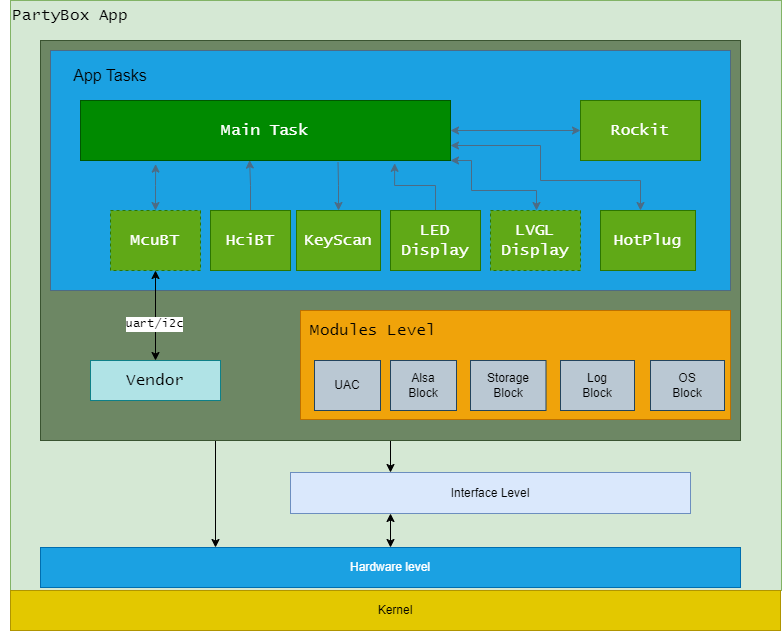 PartyBox App
App Tasks
Main Task
Rockit
McuBT
HciBT
KeyScan
LED
Display
LVGL
Display
HotPlug
uart/i2c
Vendor
Modules Level
UAC
Alsa
Block
Storage
Block
Log
Block
OS
Block
Interface Level
Hardware level
Kernel